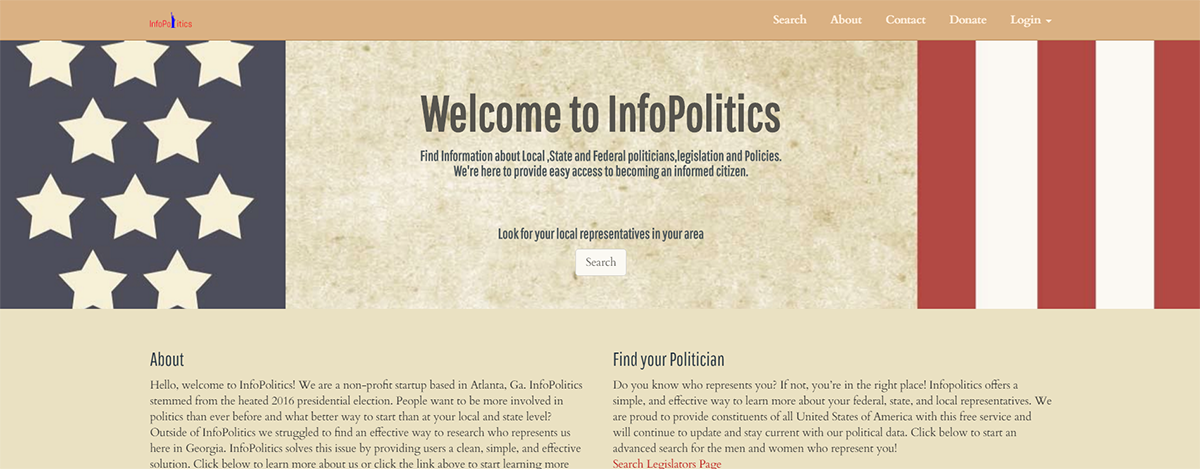 InfoPolitics
Search About Contact Donate Login
Welcome to InfoPolitics
Find Information about Local ,State and Federal politicians,legislation and Policies.
We're here to provide easy access to becoming an informed citizen.
Look for your local representatives in your area
Search
About
Hello, welcome to InfoPolitics! We are a non-profit startup based in Atlanta, Ga. InfoPolitics
stemmed from the heated 2016 presidential election. People want to be more involved in
politics than ever before and what better way to start than at your local and state level?
Outside of InfoPolitics we struggled to find an effective way to research who represents us
here in Georgia. InfoPolitics solves this issue by providing users a clean, simple, and effective
solution. Click below to learn more about us or click the link above to start learning more
Find your Politician
Do you know who represents you? If not, you're in the right place! Infopolitics offers a
simple, and effective way to learn more about your federal, state, and local representatives. We
are proud to provide constituents of all United States of America with this free service and
will continue to update and stay current with our political data. Click below to start an
advanced search for the men and women who represent you!
Search Legislators Page